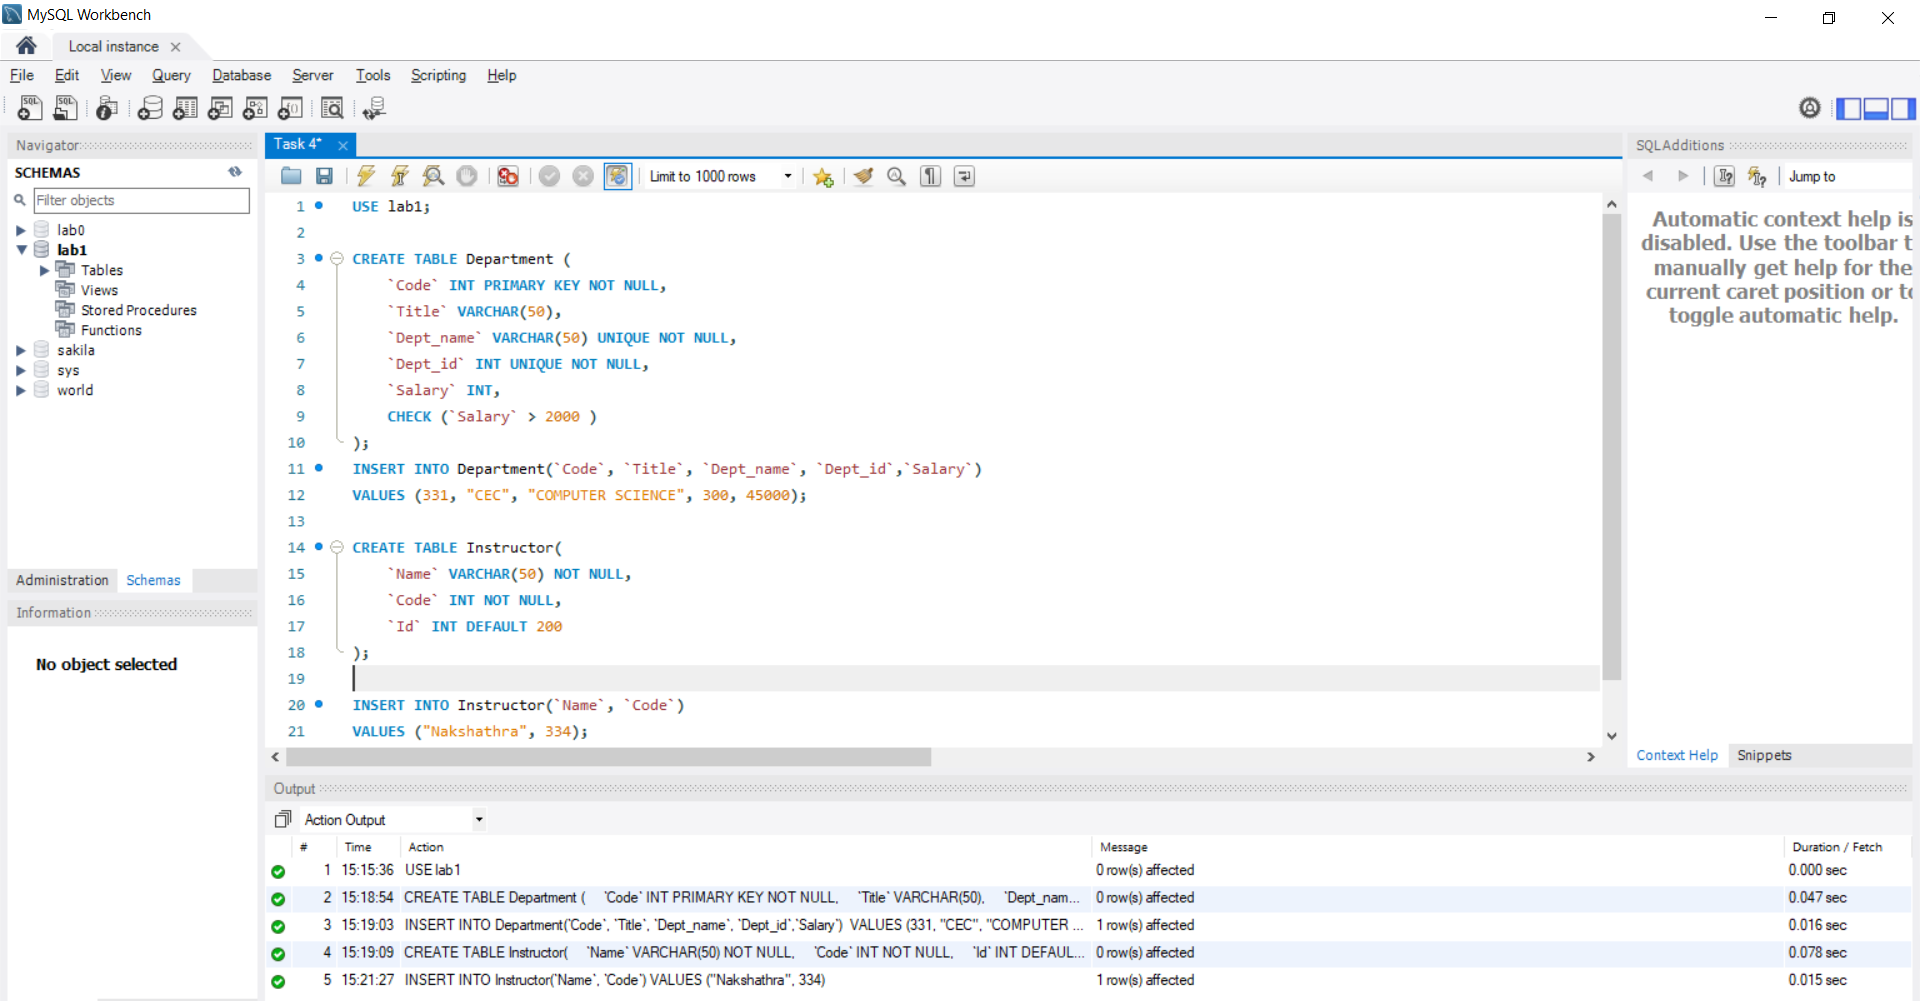 MySQL Workbench
Local instance
File Edit View Query Database Server Tools Scripting Help
Navigator
SCHEMAS
Filter objects
lab0
lab1
Tables
Views
Stored Procedures
Functions
sakila
sys
world
Administration Schemas
Information
No object selected
Task 4*
Limit to 1000 rows
1 USE lab1;
2
3 CREATE TABLE Department (
4 `Code` INT PRIMARY KEY NOT NULL,
5 `Title` VARCHAR(50),
6 `Dept_name` VARCHAR(50) UNIQUE NOT NULL,
7 `Dept_id` INT UNIQUE NOT NULL,
8 `Salary` INT,
9 CHECK (`Salary` > 2000 )
10 );
11 INSERT INTO Department(`Code`, `Title`, `Dept_name`, `Dept_id`,`Salary`)
12 VALUES (331, "CEC", "COMPUTER SCIENCE", 300, 45000);
13
14 CREATE TABLE Instructor(
15 `Name` VARCHAR(50) NOT NULL,
16 `Code` INT NOT NULL,
17 `Id` INT DEFAULT 200
18 );
19
20 INSERT INTO Instructor(`Name`, `Code`)
21 VALUES ("Nakshathra", 334);
SQLAdditions
Jump to
Automatic context help is
disabled. Use the toolbar t
manually get help for the
current caret position or to
toggle automatic help.
Context Help Snippets
Output
Action Output
# Time Action Message Duration / Fetch
1 15:15:36 USE lab1 0 row(s) affected 0.000 sec
2 15:18:54 CREATE TABLE Department ( `Code` INT PRIMARY KEY NOT NULL, `Title` VARCHAR(50), `Dept_nam... 0 row(s) affected 0.047 sec
3 15:19:03 INSERT INTO Department(`Code`, `Title`, `Dept_name`, `Dept_id`,`Salary`) VALUES (331, "CEC", "COMPUTER ... 1 row(s) affected 0.016 sec
4 15:19:09 CREATE TABLE Instructor( `Name` VARCHAR(50) NOT NULL, `Code` INT NOT NULL, `Id` INT DEFAUL... 0 row(s) affected 0.078 sec
5 15:21:27 INSERT INTO Instructor(`Name`, `Code`) VALUES ("Nakshathra", 334) 1 row(s) affected 0.015 sec